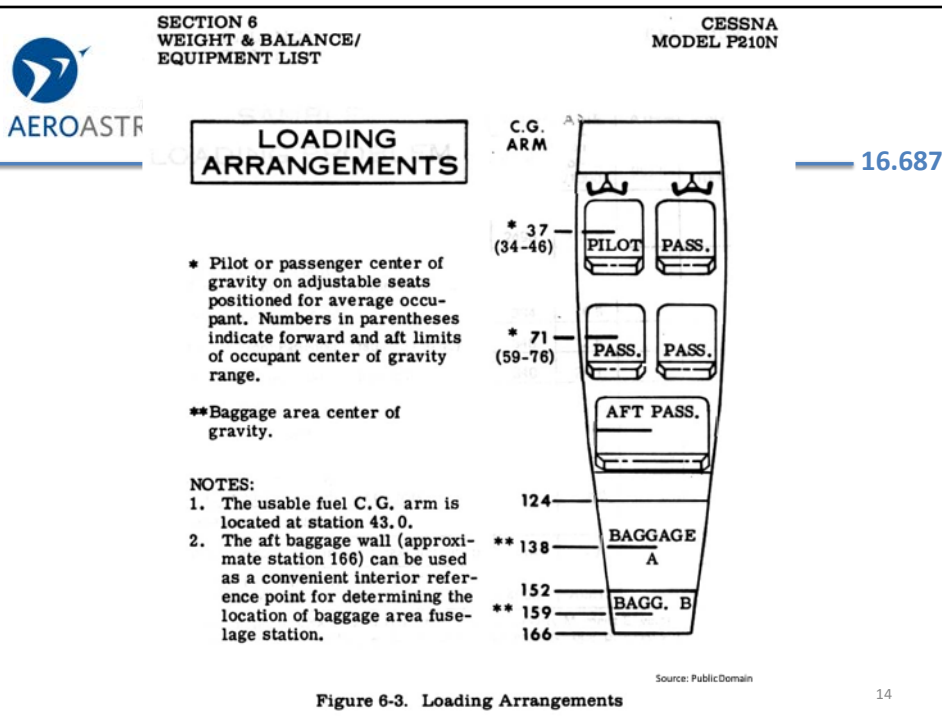 SECTION 6
WEIGHT & BALANCE/
EQUIPMENT LIST
CESSNA
MODEL P210N
AEROASTR
16.687
LOADING
ARRANGEMENTS
C.G.
ARM
* 37
(34-46)
PILOT
PASS.
* Pilot or passenger center of
gravity on adjustable seats
positioned for average occu-
pant. Numbers in parentheses
indicate forward and aft limits
of occupant center of gravity
range.
* 71
(59-76)
PASS.
PASS.
**Baggage area center of
gravity.
AFT PASS.
NOTES:
1. The usable fuel C.G. arm is
located at station 43.0.
2. The aft baggage wall (approxi-
mate station 166) can be used
as a convenient interior refer-
ence point for determining the
location of baggage area fuse-
lage station.
124
** 138
BAGGAGE
A
152
** 159
BAGG. B
166
Source: PublicDomain
Figure 6-3. Loading Arrangements
14